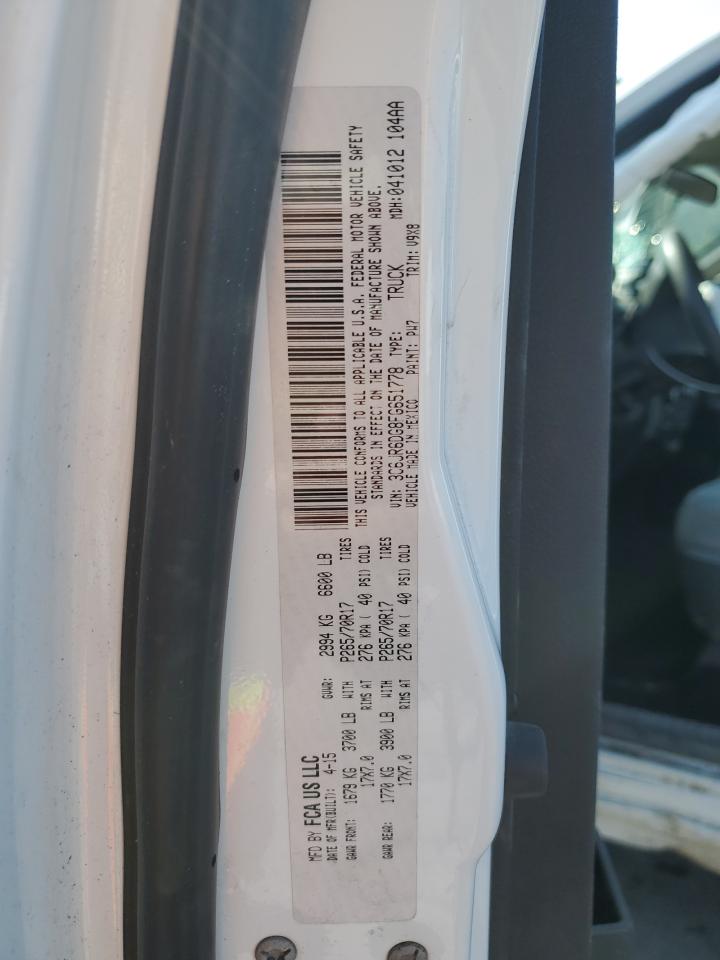 MFD BY FCA US LLC
DATE OF MFR(BUILT): 4-15 GVWR: 2994 KG 6600 LB
GAWR FRONT: 1679 KG 3700 LB WITH P265/70R17 TIRES
17X7.0 RIMS AT 276 KPA ( 40 PSI) COLD
GAWR REAR: 1770 KG 3900 LB WITH P265/70R17 TIRES
17X7.0 RIMS AT 276 KPA ( 40 PSI) COLD
THIS VEHICLE CONFORMS TO ALL APPLICABLE U.S.A. FEDERAL MOTOR VEHICLE SAFETY
STANDARDS IN EFFECT ON THE DATE OF MANUFACTURE SHOWN ABOVE.
VIN: 3C6JR6DG8FG651778 TYPE: TRUCK MDH:041012 104AA
VEHICLE MADE IN MEXICO PAINT: PW7 TRIM: V9X8